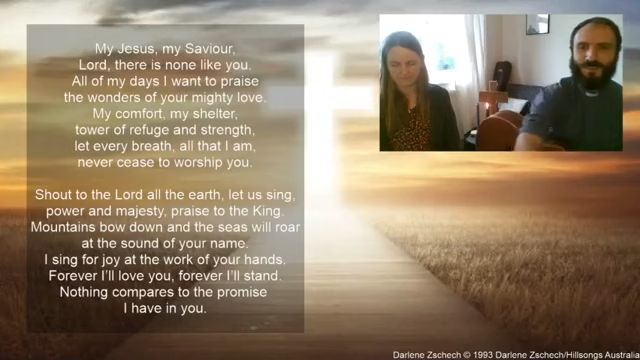 My Jesus, my Saviour,
Lord, there is none like you.
All of my days I want to praise
the wonders of your mighty love.
My comfort, my shelter,
tower of refuge and strength,
let every breath, all that I am,
never cease to worship you.
Shout to the Lord all the earth, let us sing,
power and majesty, praise to the King.
Mountains bow down and the seas will roar
at the sound of your name.
I sing for joy at the work of your hands.
Forever I'll love you, forever I'll stand.
Nothing compares to the promise
I have in you.
Darlene Zschech © 1993 Darlene Zschech/Hillsongs Australia